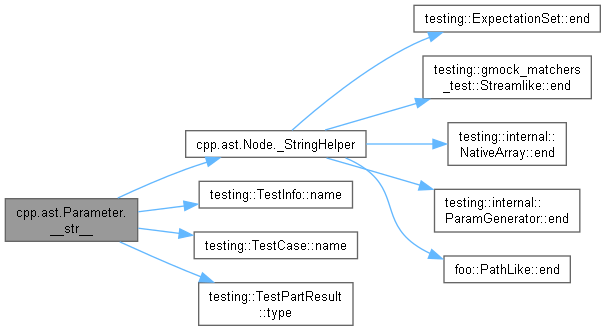 testing::ExpectationSet::end
testing::gmock_matchers
_test::Streamlike::end
cpp.ast.Node._StringHelper
testing::internal::
NativeArray::end
testing::TestInfo::name
testing::internal::
ParamGenerator::end
cpp.ast.Parameter.
__str__
testing::TestCase::name
foo::PathLike::end
testing::TestPartResult
::type